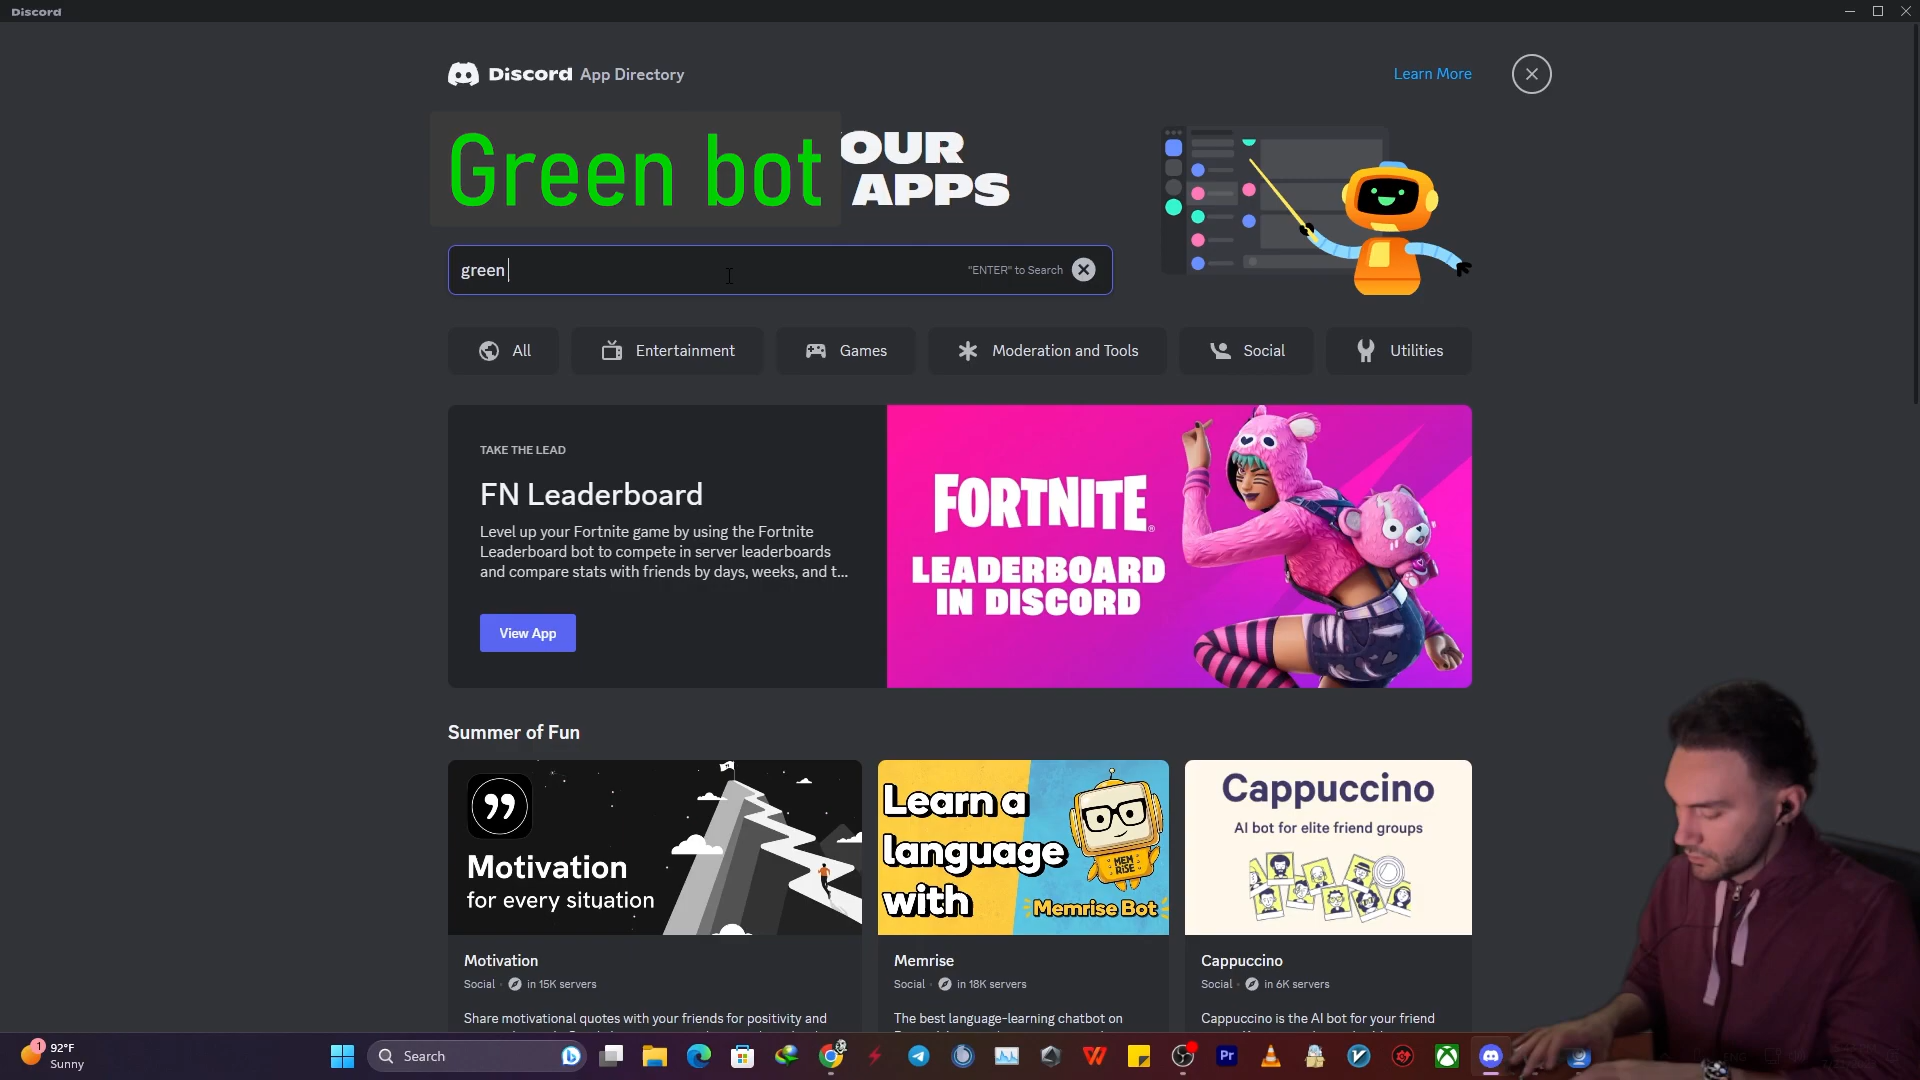 Discord
Discord App Directory
Learn More
Green bot
OUR
APPS
green
"ENTER" to Search
All
Entertainment
Games
Moderation and Tools
Social
Utilities
TAKE THE LEAD
FN Leaderboard
Level up your Fortnite game by using the Fortnite
Leaderboard bot to compete in server leaderboards
and compare stats with friends by days, weeks, and t...
View App
FORTNITE
LEADERBOARD
IN DISCORD
Summer of Fun
Motivation
for every situation
Learn a
language
with
MEM
RISE
Memrise Bot
Cappuccino
AI bot for elite friend groups
Motivation
Social · in 15K servers
Share motivational quotes with your friends for positivity and
Memrise
Social · in 18K servers
The best language-learning chatbot on
Cappuccino
Social · in 6K servers
Cappuccino is the AI bot for your friend
1
92°F
Sunny
Search
Pr